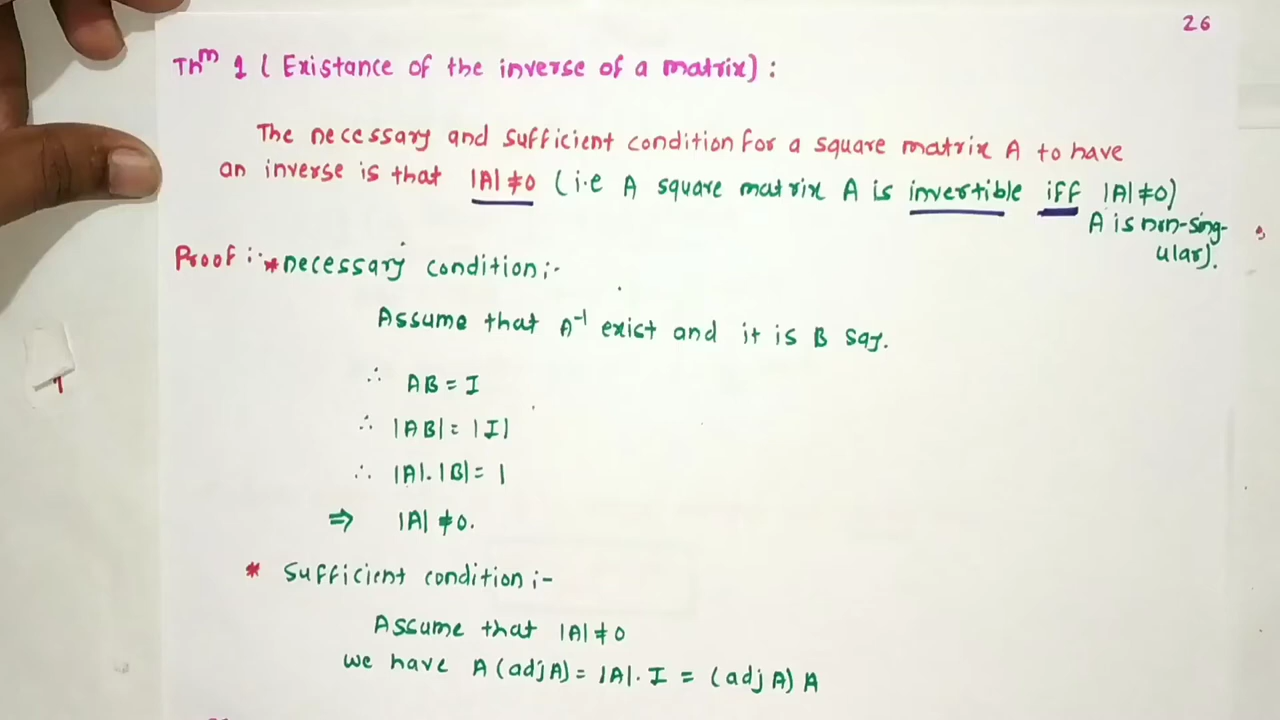 26
Thm 1 (Existance of the inverse of a matrix) :
The necessary and sufficient condition for a square matrix A to have
an inverse is that |A| ≠ 0 (i.e A square matrix A is invertible iff |A| ≠ 0)
A is non-sing-
ular).
Proof :- * necessary condition :-
Assume that A⁻¹ exist and it is B say.
∴ AB = I
∴ |AB| = |I|
∴ |A|.|B| = 1
⇒ |A| ≠ 0.
* Sufficient condition :-
Assume that |A| ≠ 0
we have A (adj A) = |A|. I = (adj A) A